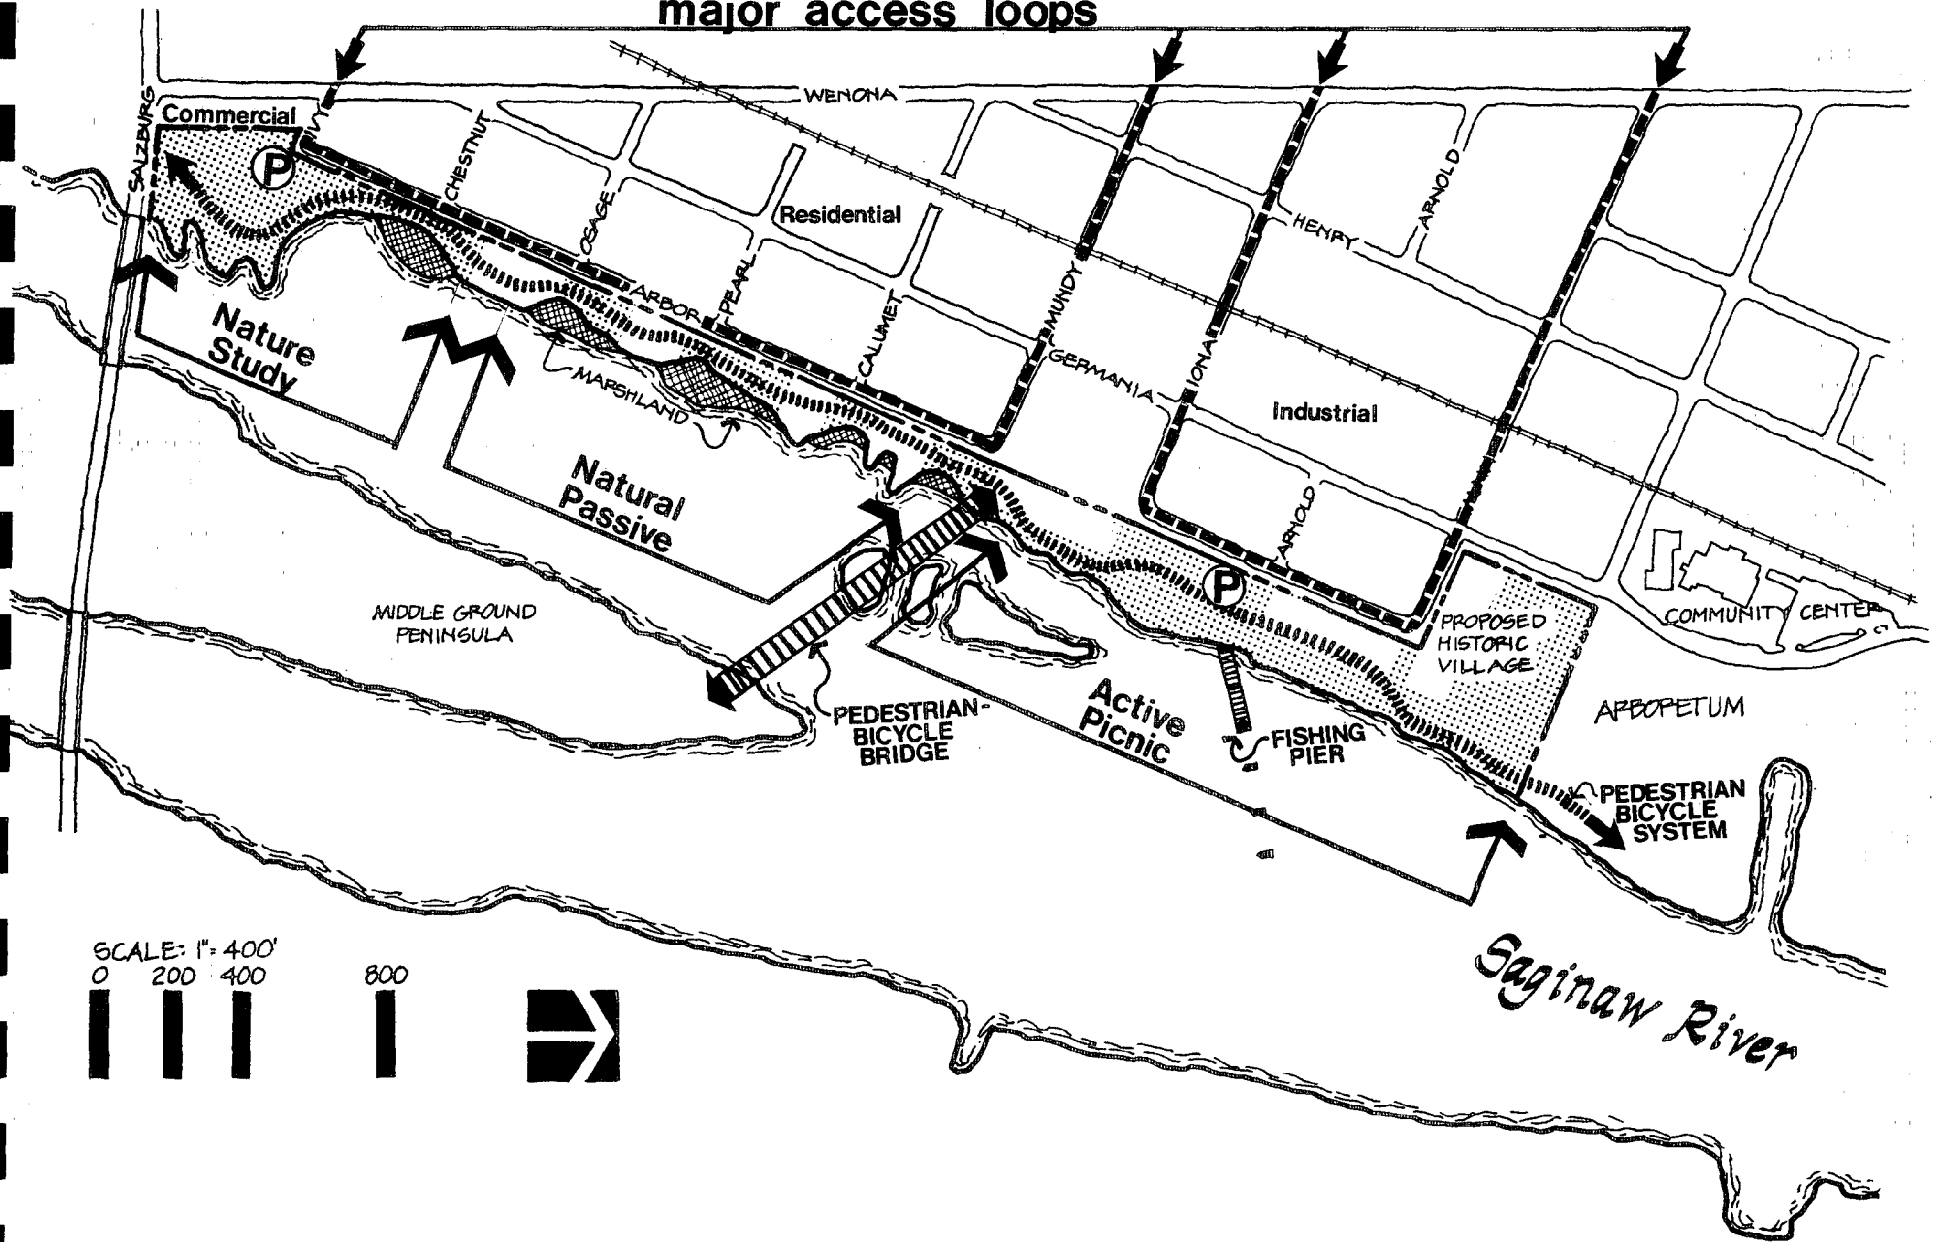 major access loops
WENONA
Commercial
SALZBURG
IVY
P
CHESTNUT
OSAGE
Residential
ARNOLD
HENRY
PEARL
ARBOR
MUNDY
CALUMET
GERMANIA
IONA
Nature
Study
MARSHLAND
Industrial
Natural
Passive
ARNOLD
P
MIDDLE GROUND
PENINSULA
PROPOSED
HISTORIC
VILLAGE
COMMUNITY CENTER
ARBORETUM
Active
Picnic
PEDESTRIAN-
BICYCLE
BRIDGE
FISHING
PIER
PEDESTRIAN
BICYCLE
SYSTEM
SCALE: 1"=400'
0 200 400 800
Saginaw River